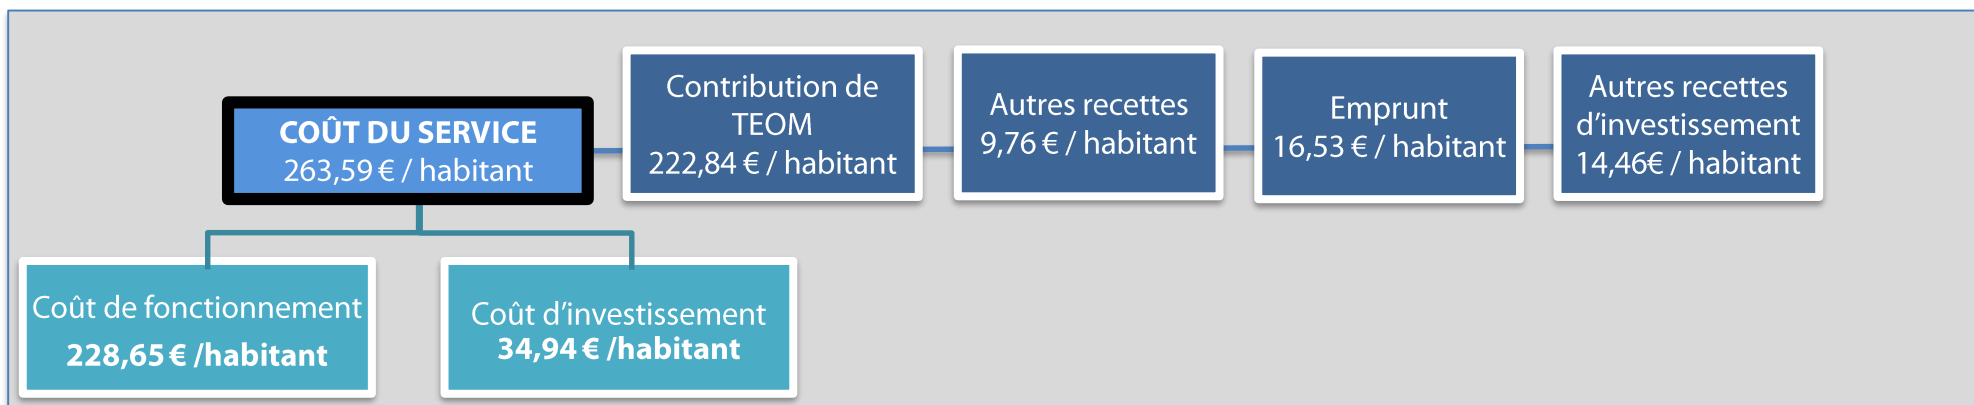 COÛT DU SERVICE
263,59 € / habitant
Contribution de
TEOM
222,84 € / habitant
Autres recettes
9,76 € / habitant
Emprunt
16,53 € / habitant
Autres recettes
d’investissement
14,46€ / habitant
Coût de fonctionnement
228,65 € /habitant
Coût d’investissement
34,94 € /habitant